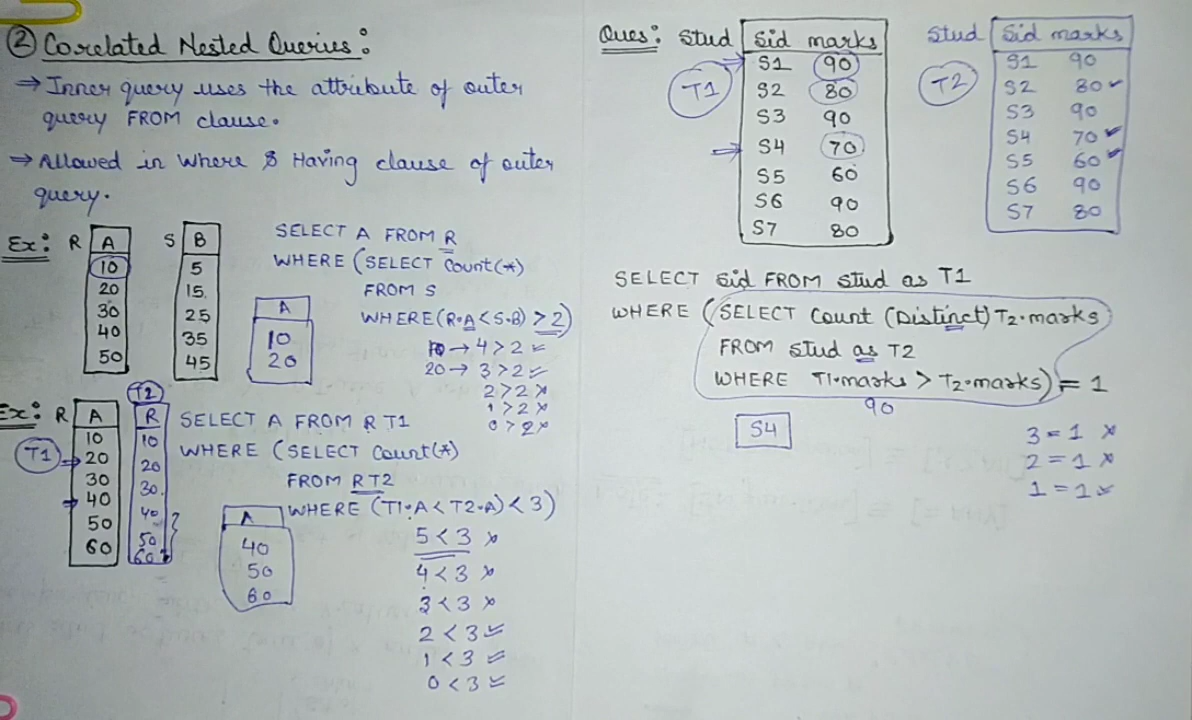 ② Corelated Nested Queries:
→ Inner query uses the attribute of outer
query FROM clause.
→ Allowed in Where & Having clause of outer
query.
Ex: R
A
10
20
30
40
50
S
B
5
15
25
35
45
SELECT A FROM R
WHERE (SELECT Count(*)
FROM S
WHERE (R.A < S.B) > 2)
A
10
20
10 → 4 > 2 ✓
20 → 3 > 2 ✓
2 > 2 ×
1 > 2 ×
0 > 2 ×
Ex: R
T1
A
10
20
30
40
50
60
T2
R
10
20
30
40
50
60
SELECT A FROM R T1
WHERE (SELECT Count(*)
FROM R T2
WHERE (T1.A < T2.A) < 3)
A
40
50
60
5 < 3 ×
4 < 3 ×
3 < 3 ×
2 < 3 ✓
1 < 3 ✓
0 < 3 ✓
Ques: Stud
T1
Sid marks
S1 90
S2 80
S3 90
S4 70
S5 60
S6 90
S7 80
Stud
T2
Sid marks
S1 90
S2 80 ✓
S3 90
S4 70 ✓
S5 60 ✓
S6 90
S7 80
SELECT Sid FROM Stud as T1
WHERE (SELECT Count (Distinct) T2.marks
FROM Stud as T2
WHERE T1.marks > T2.marks) = 1
90
S4
3 = 1 ×
2 = 1 ×
1 = 1 ✓